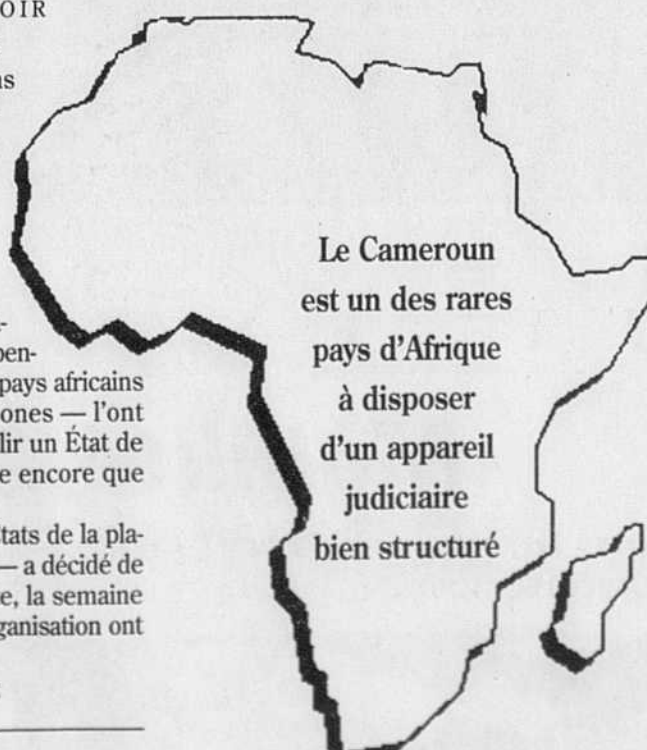 OIR
pays africains
ones — l'ont
lir un État de
e encore que
tats de la pla-
— a décidé de
e, la semaine
ganisation ont
Le Cameroun
est un des rares
pays d'Afrique
à disposer
d'un appareil
judiciaire
bien structuré